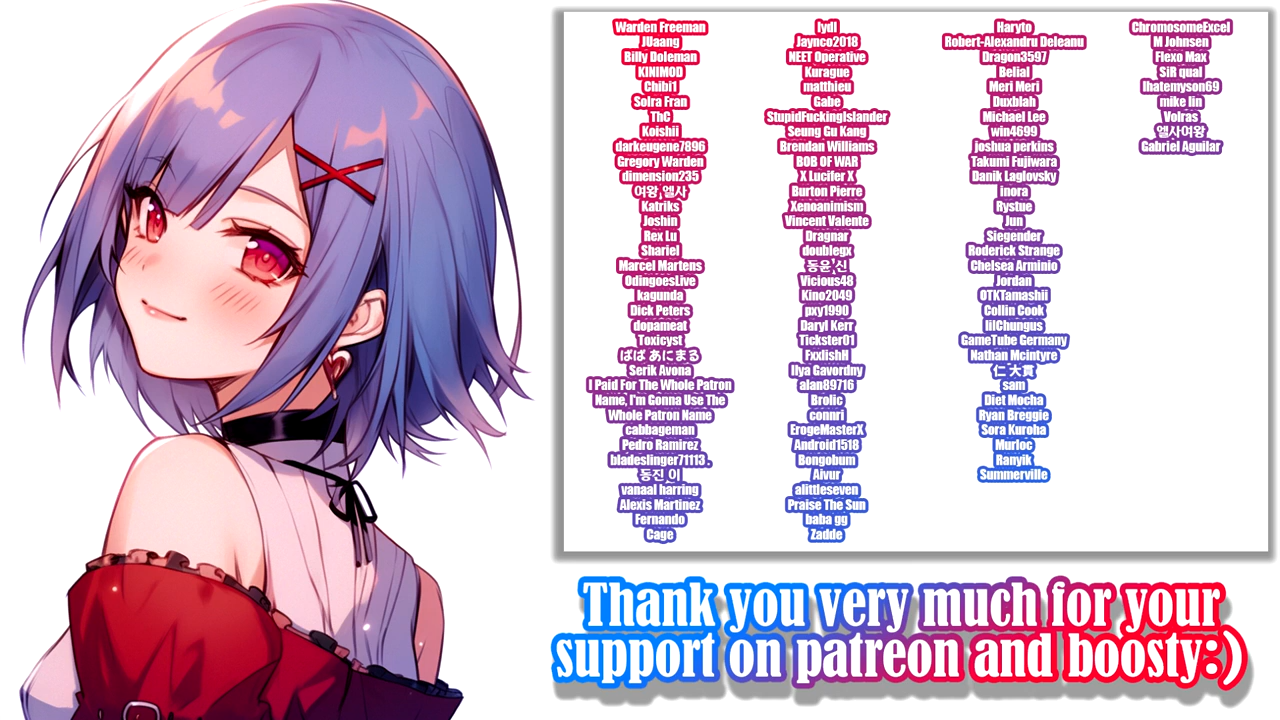 Warden Freeman
JUaang
Billy Doleman
KINIMOD
Chibi1
Solra Fran
ThC
Koishii
darkeugene7896
Gregory Warden
dimension235
여왕 엘사
Katriks
Joshin
Rex Lu
Shariel
Marcel Martens
OdingoesLive
kagunda
Dick Peters
dopameat
Toxicyst
ぱぱ あにまる
Serik Avona
I Paid For The Whole Patron
Name, I'm Gonna Use The
Whole Patron Name
cabbageman
Pedro Ramirez
bladeslinger71113 .
동진 이
vanaal harring
Alexis Martinez
Fernando
Cage
lydl
Jaynco2018
NEET Operative
Kurague
matthieu
Gabe
StupidFuckingIslander
Seung Gu Kang
Brendan Williams
BOB OF WAR
X Lucifer X
Burton Pierre
Xenoanimism
Vincent Valente
Dragnar
doublegx
동윤 신
Vicious48
Kino2049
pxy1990
Daryl Kerr
Tickster01
FxxlishH
Ilya Gavordny
alan89716
Brolic
connri
ErogeMasterX
Android1518
Bongobum
Aivur
alittleseven
Praise The Sun
baba gg
Zadde
Haryto
Robert-Alexandru Deleanu
Dragon3597
Belial
Meri Meri
Duxblah
Michael Lee
win4699
joshua perkins
Takumi Fujiwara
Danik Laglovsky
inora
Rystue
Jun
Siegender
Roderick Strange
Chelsea Arminio
Jordan
OTKTamashii
Collin Cook
lilChungus
GameTube Germany
Nathan Mcintyre
仁 大貫
sam
Diet Mocha
Ryan Breggie
Sora Kuroha
Murloc
Ranyik
Summerville
ChromosomeExcel
M Johnsen
Flexo Max
SiR qual
Ihatemyson69
mike lin
Volras
엘사여왕
Gabriel Aguilar
Thank you very much for your
support on patreon and boosty:)